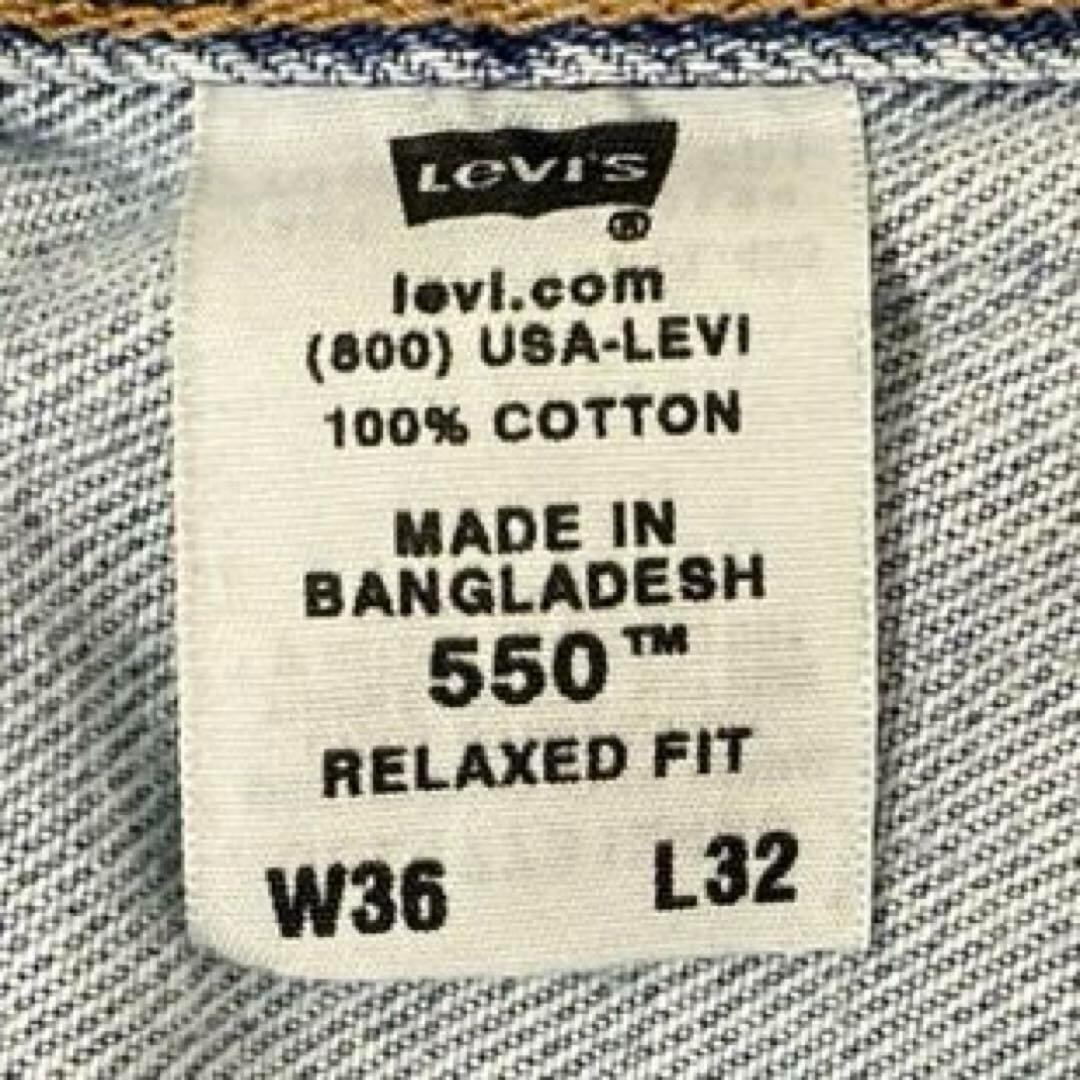 LEVI'S
®
levi.com
(800) USA-LEVI
100% COTTON
MADE IN
BANGLADESH
550™
RELAXED FIT
W36 L32